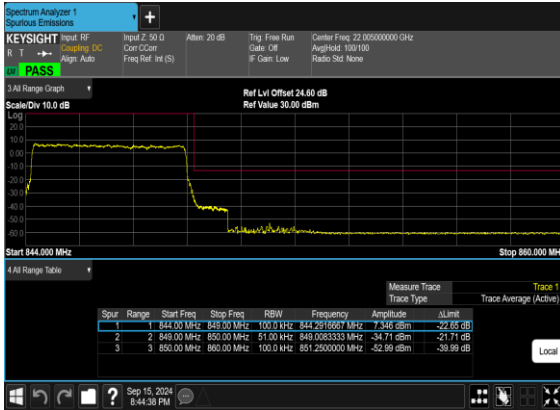 Spectrum Analyzer 1
Spurious Emissions
+
KEYSIGHT Input: RF Input Z: 50 Ω Atten: 20 dB Trig: Free Run Center Freq: 22.005000000 GHz
R T Coupling: DC Corr CCorr Gate: Off Avg|Hold: 100/100
Align: Auto Freq Ref: Int (S) IF Gain: Low Radio Std: None
PASS
3 All Range Graph
Ref Lvl Offset 24.60 dB
Scale/Div 10.0 dB Ref Value 30.00 dBm
Log
20.0
10.0
0.00
-10.0
-20.0
-30.0
-40.0
-50.0
-60.0
Start 844.000 MHz Stop 860.000 MH
4 All Range Table
Measure Trace Trace 1
Trace Type Trace Average (Active)
Spur Range Start Freq Stop Freq RBW Frequency Amplitude ΔLimit
1 1 844.00 MHz 849.00 MHz 100.0 kHz 844.2916667 MHz 7.346 dBm -22.65 dB
2 2 849.00 MHz 850.00 MHz 51.00 kHz 849.0083333 MHz -34.71 dBm -21.71 dB
3 3 850.00 MHz 860.00 MHz 100.0 kHz 851.2500000 MHz -52.99 dBm -39.99 dB
Local
? Sep 15, 2024
8:44:38 PM